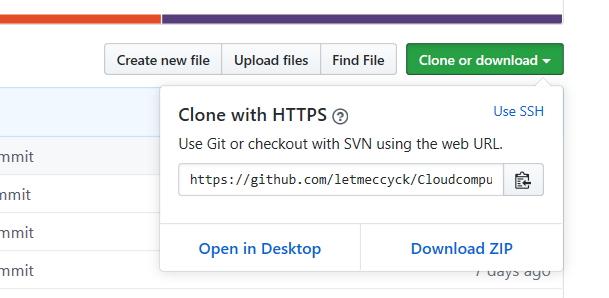 Create new file Upload files Find File Clone or download
Clone with HTTPS ? Use SSH
Use Git or checkout with SVN using the web URL.
mmit
https://github.com/letmeccyck/Cloudcompu
mmit
mmit
Open in Desktop Download ZIP
mmit 7 days ago